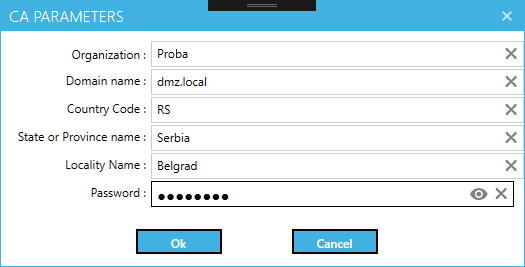 CA PARAMETERS
Organization : Proba
Domain name : dmz.local
Country Code : RS
State or Province name : Serbia
Locality Name : Belgrad
Password : ●●●●●●●●
Ok Cancel